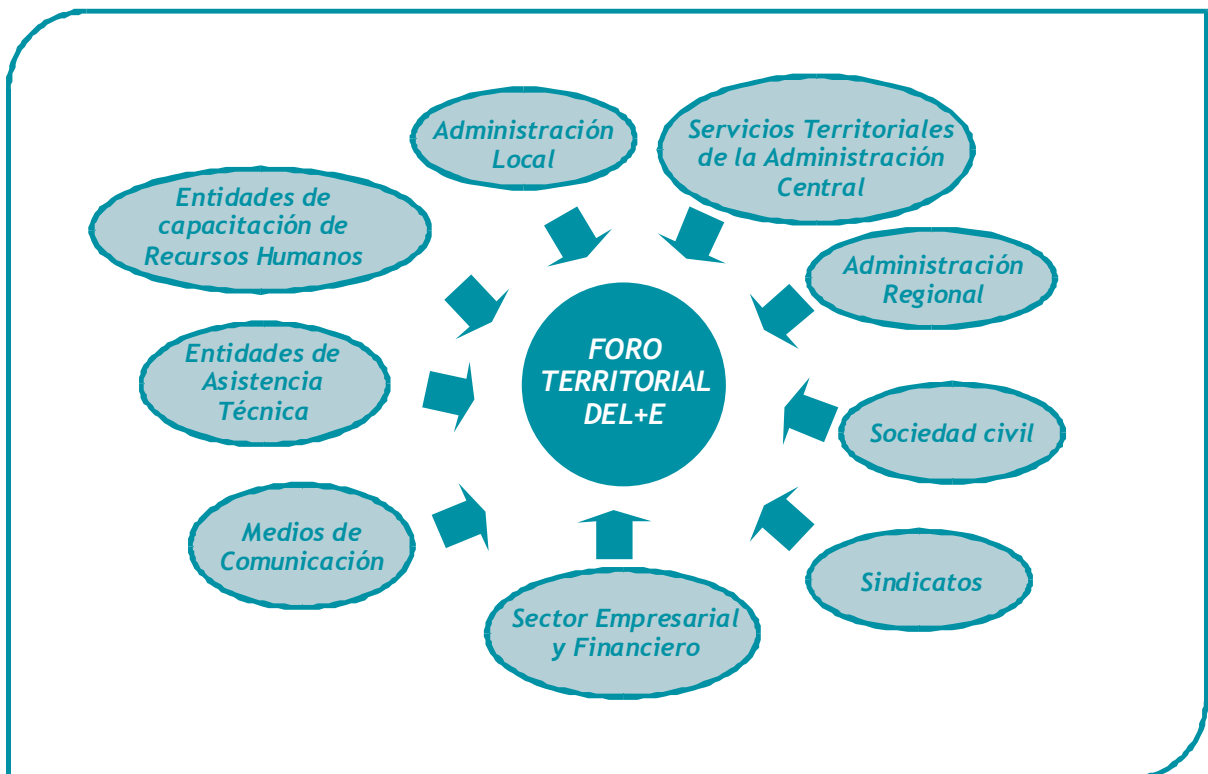 Administración
Local
Servicios Territoriales
de la Administración
Central
Entidades de
capacitación de
Recursos Humanos
Administración
Regional
Entidades de
Asistencia
Técnica
FORO
TERRITORIAL
DEL+E
Sociedad civil
Medios de
Comunicación
Sindicatos
Sector Empresarial
y Financiero